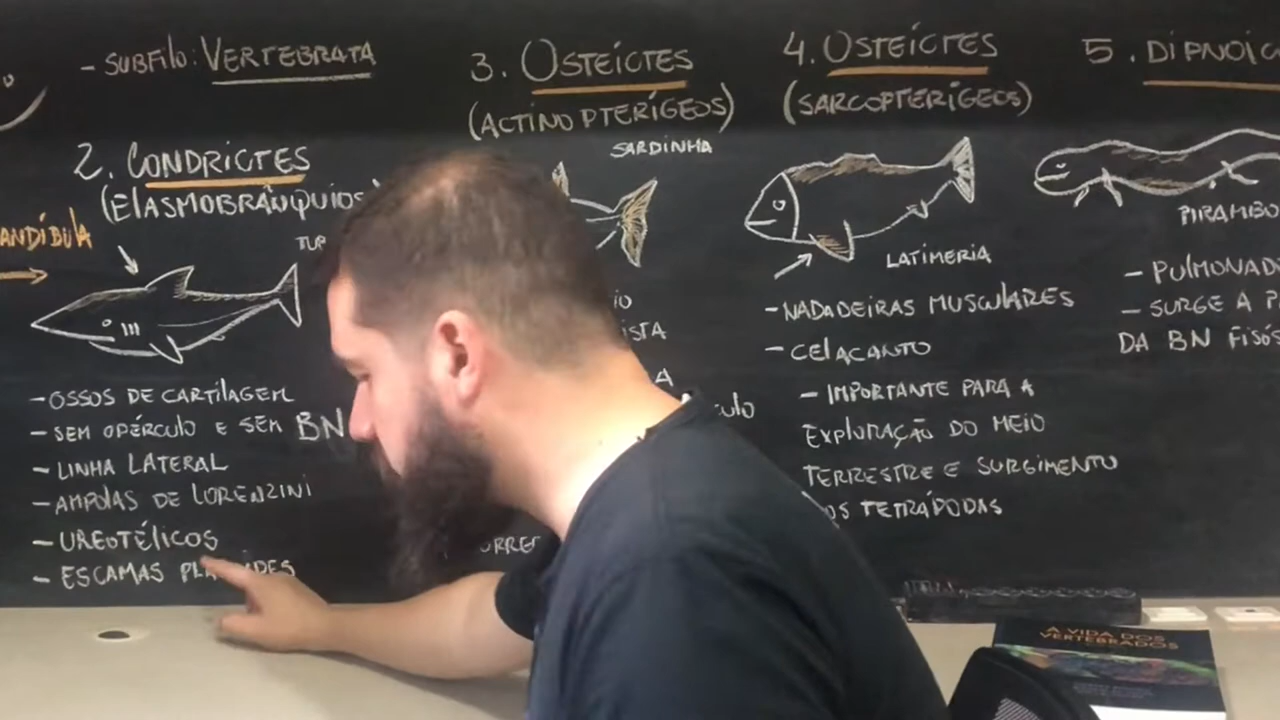 - SUBFILO: VERTEBRATA
2. CONDRICTES
(ELASMOBRÂNQUIOS)
ANDÍBULA
TUB
- OSSOS DE CARTILAGEM
- SEM OPÉRCULO E SEM BN
- LINHA LATERAL
- AMPOLAS DE LORENZINI
- UREOTÉLICOS
- ESCAMAS
3. OSTEÍCTES
(ACTINOPTERÍGEOS)
SARDINHA
4. OSTEÍCTES
(SARCOPTERÍGEOS)
LATIMERIA
- NADADEIRAS MUSCULARES
- CELACANTO
- IMPORTANTE PARA A
EXPLORAÇÃO DO MEIO
TERRESTRE E SURGIMENTO
OS TETRÁPODAS
5. DIPNOIC
PIRAMBO
- PULMONAD
- SURGE A P
DA BN FISÓS
A VIDA DOS
VERTEBRADOS